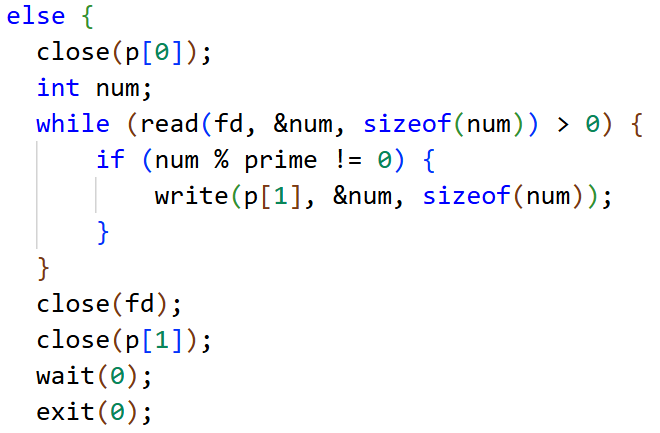 else {
close(p[0]);
int num;
while (read(fd, &num, sizeof(num)) > 0) {
if (num % prime != 0) {
write(p[1], &num, sizeof(num));
}
}
close(fd);
close(p[1]);
wait(0);
exit(0);